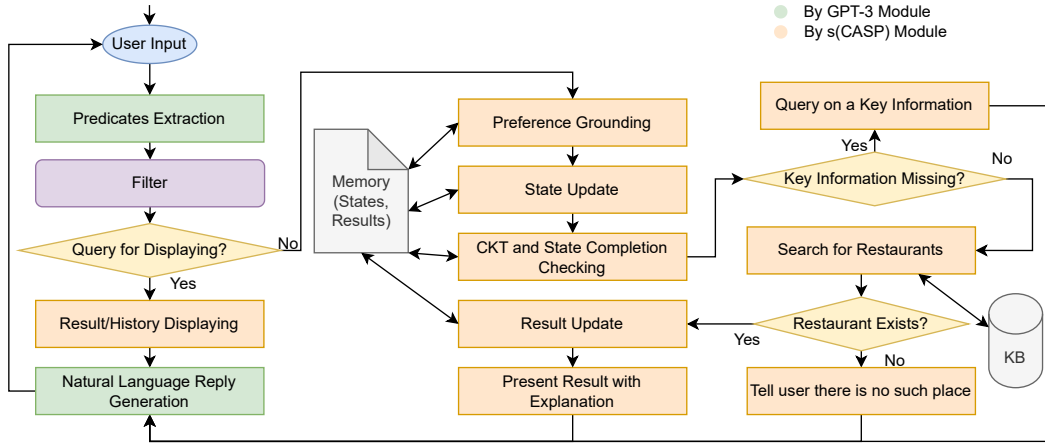 By GPT-3 Module
By s(CASP) Module
User Input
Predicates Extraction
Filter
Query for Displaying?
No
Yes
Result/History Displaying
Natural Language Reply
Generation
Memory
(States,
Results)
Preference Grounding
State Update
CKT and State Completion
Checking
Result Update
Present Result with
Explanation
Query on a Key Information
Yes
No
Key Information Missing?
Search for Restaurants
Restaurant Exists?
Yes
No
KB
Tell user there is no such place